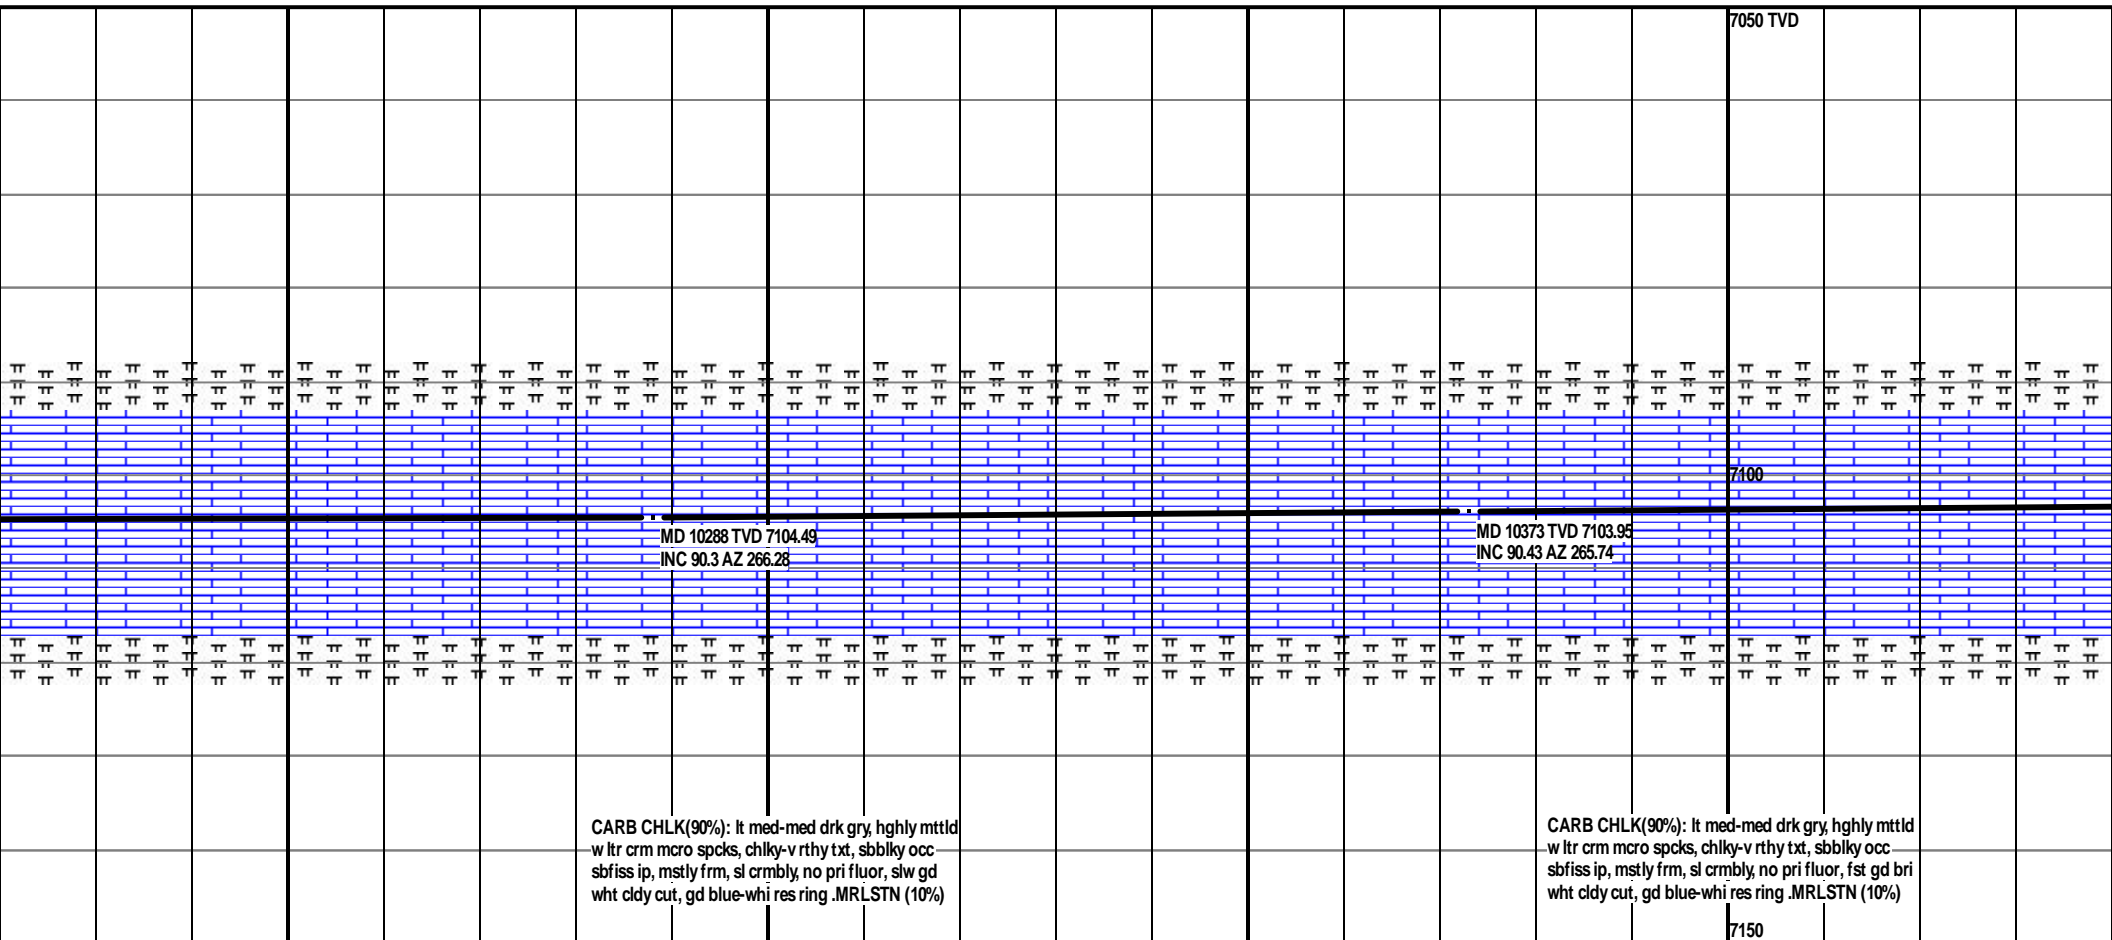 7050 TVD
7100
MD 10288 TVD 7104.49
INC 90.3 AZ 266.28
MD 10373 TVD 7103.95
INC 90.43 AZ 265.74
CARB CHLK(90%): lt med-med drk gry, hghly mttld
w ltr crm mcro spcks, chlky-v rthy txt, sbblky occ
sbfiss ip, mstly frm, sl crmbly, no pri fluor, slw gd
wht cldy cut, gd blue-whi res ring .MRLSTN (10%)
CARB CHLK(90%): lt med-med drk gry, hghly mttld
w ltr crm mcro spcks, chlky-v rthy txt, sbblky occ
sbfiss ip, mstly frm, sl crmbly, no pri fluor, fst gd bri
wht cldy cut, gd blue-whi res ring .MRLSTN (10%)
7150